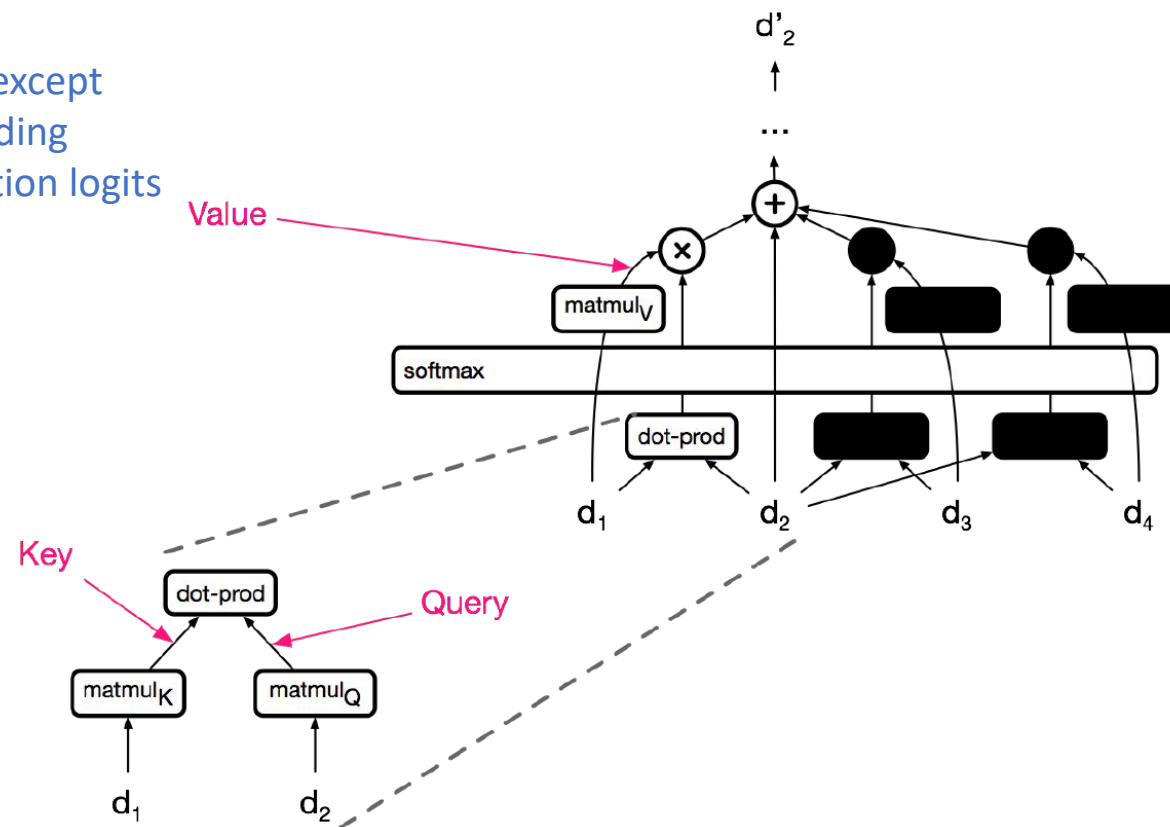 except
ding
tion logits
d'2
...
+
Value
×
matmulV
softmax
dot-prod
d1
d2
d3
d4
Key
dot-prod
Query
matmulK
matmulQ
d1
d2